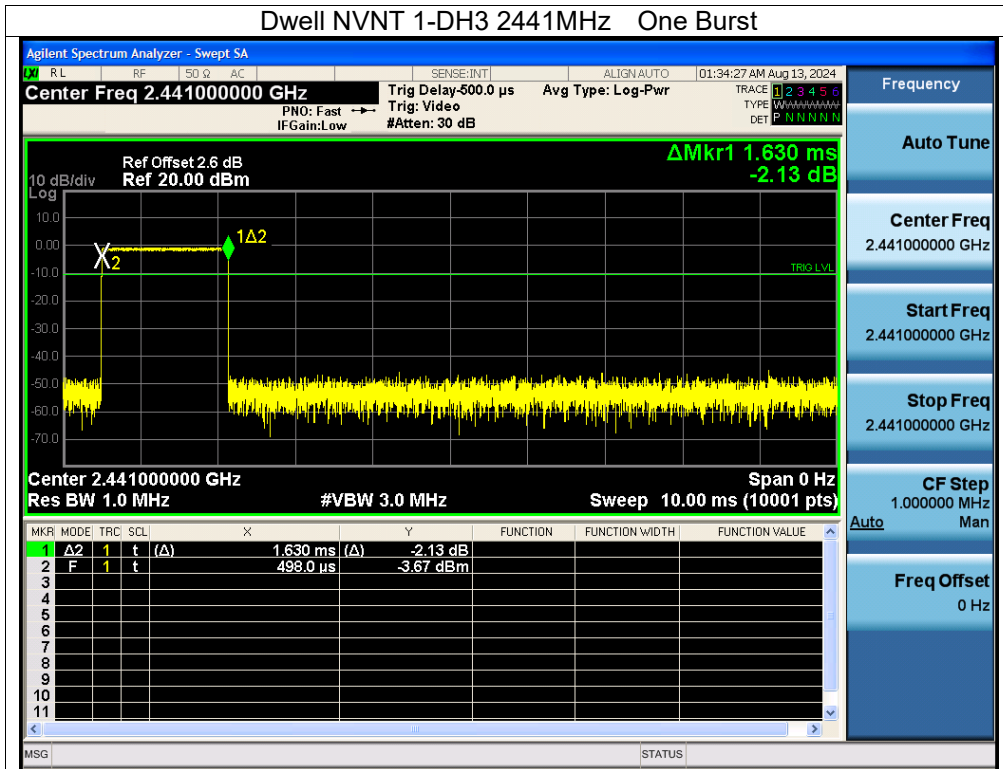 Dwell NVNT 1-DH3 2441MHz One Burst
Agilent Spectrum Analyzer - Swept SA
LXI RL RF 50 Ω AC SENSE:INT ALIGN AUTO 01:34:27 AM Aug 13, 2024
Center Freq 2.441000000 GHz
PNO: Fast
IFGain:Low
Trig Delay-500.0 µs
Trig: Video
#Atten: 30 dB
Avg Type: Log-Pwr
TRACE 1 2 3 4 5 6
TYPE WWWWWW
DET P N N N N N
Ref Offset 2.6 dB
Ref 20.00 dBm
10 dB/div
Log
ΔMkr1 1.630 ms
-2.13 dB
10.0
0.00
-10.0
-20.0
-30.0
-40.0
-50.0
-60.0
-70.0
1Δ2
X2
TRIG LVL
Center 2.441000000 GHz Span 0 Hz
Res BW 1.0 MHz #VBW 3.0 MHz Sweep 10.00 ms (10001 pts)
MKR MODE TRC SCL X Y FUNCTION FUNCTION WIDTH FUNCTION VALUE
1 Δ2 1 t (Δ) 1.630 ms (Δ) -2.13 dB
2 F 1 t 498.0 µs -3.67 dBm
3
4
5
6
7
8
9
10
11
MSG STATUS
Frequency
Auto Tune
Center Freq
2.441000000 GHz
Start Freq
2.441000000 GHz
Stop Freq
2.441000000 GHz
CF Step
1.000000 MHz
Auto Man
Freq Offset
0 Hz